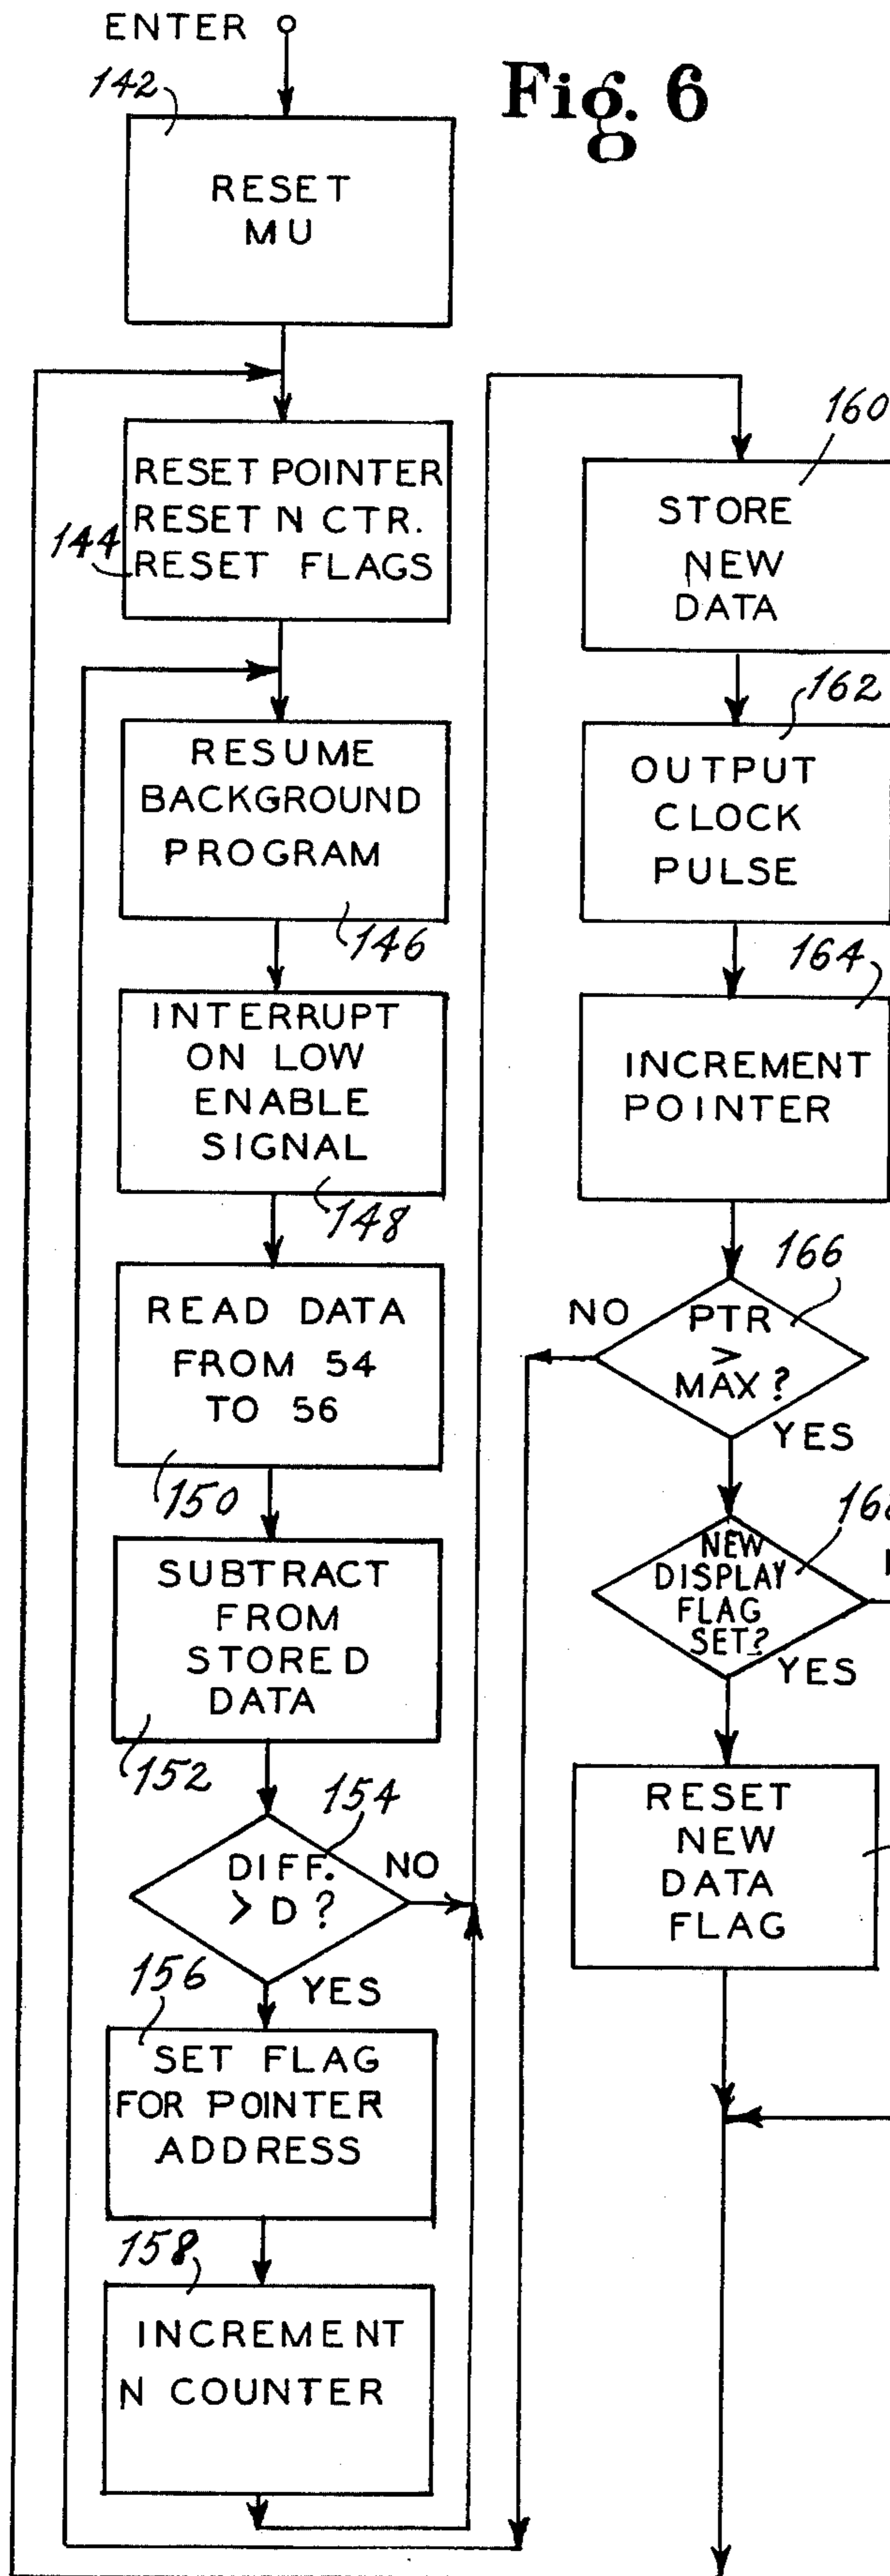 ENTER
Fig. 6
142
RESET
MU
RESET POINTER
RESET N CTR.
144
RESET FLAGS
RESUME
BACKGROUND
PROGRAM
146
INTERRUPT
ON LOW
ENABLE
SIGNAL
148
READ DATA
FROM 54
TO 56
150
SUBTRACT
FROM
STORED
DATA
152
154
DIFF.
> D ?
NO
YES
156
SET FLAG
FOR POINTER
ADDRESS
158
INCREMENT
N COUNTER
160
STORE
NEW
DATA
162
OUTPUT
CLOCK
PULSE
164
INCREMENT
POINTER
166
NO
PTR
>
MAX ?
YES
NEW
DISPLAY
FLAG
SET ?
YES
RESET
NEW
DATA
FLAG